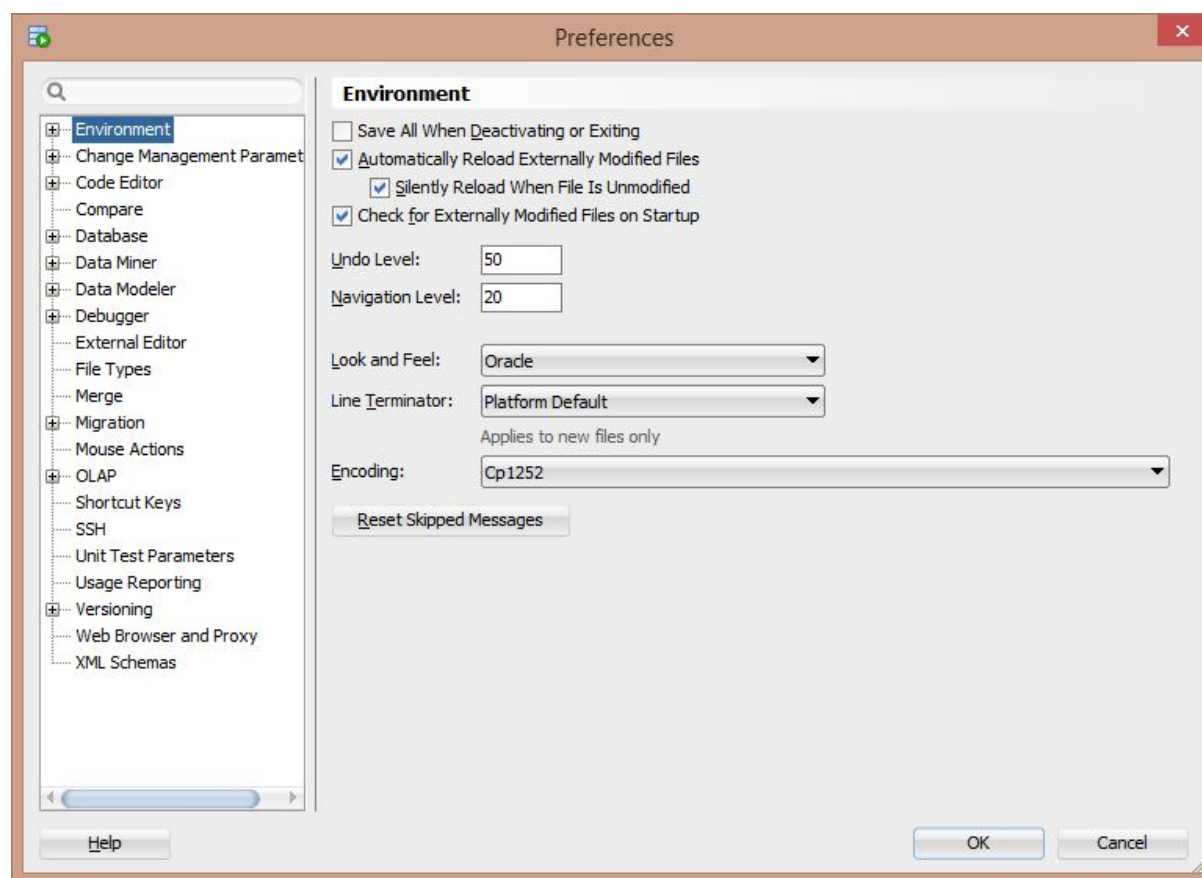 Preferences
Environment
Change Management Paramet
Code Editor
Compare
Database
Data Miner
Data Modeler
Debugger
External Editor
File Types
Merge
Migration
Mouse Actions
OLAP
Shortcut Keys
SSH
Unit Test Parameters
Usage Reporting
Versioning
Web Browser and Proxy
XML Schemas
Environment
Save All When Deactivating or Exiting
Automatically Reload Externally Modified Files
Silently Reload When File Is Unmodified
Check for Externally Modified Files on Startup
Undo Level: 50
Navigation Level: 20
Look and Feel: Oracle
Line Terminator: Platform Default
Applies to new files only
Encoding: Cp1252
Reset Skipped Messages
Help OK Cancel